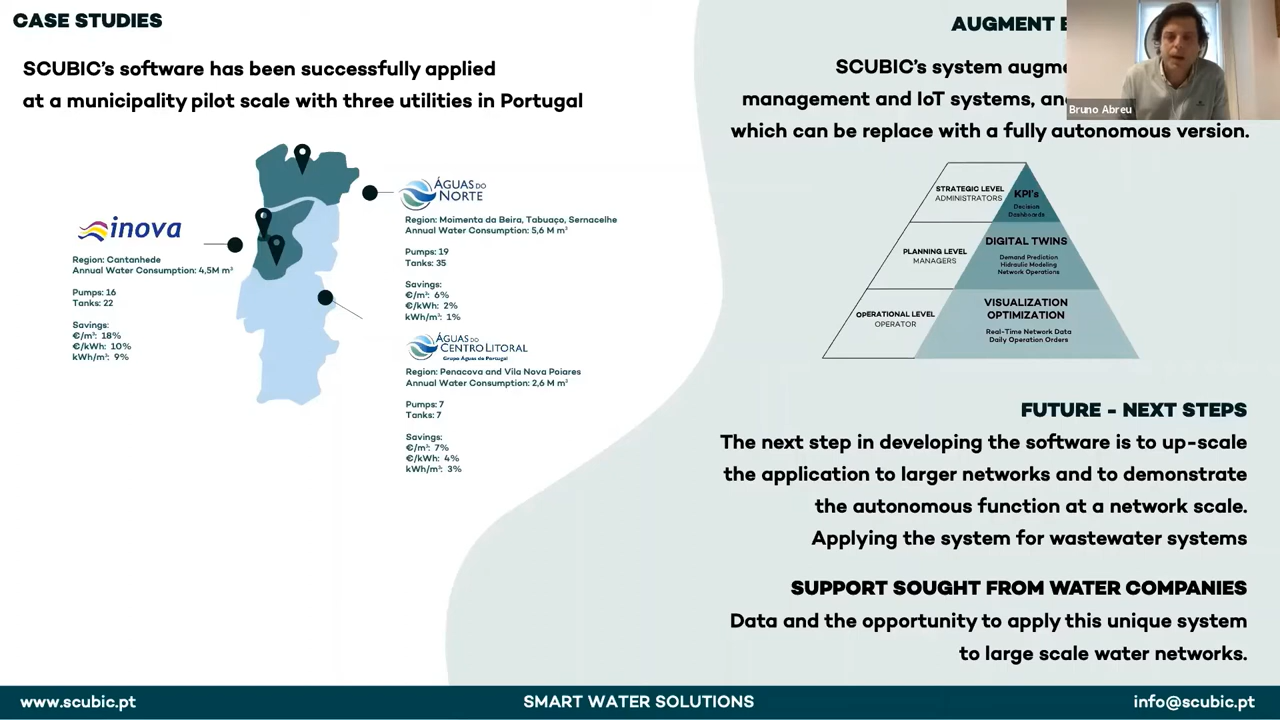 CASE STUDIES
SCUBIC's software has been successfully applied
at a municipality pilot scale with three utilities in Portugal
inova
Region: Cantanhede
Annual Water Consumption: 4,5M m³
Pumps: 16
Tanks: 22
Savings:
€/m³: 18%
€/kWh: 10%
kWh/m³: 9%
ÁGUAS DO
NORTE
Region: Moimenta da Beira, Tabuaço, Sernacelhe
Annual Water Consumption: 5,6 M m³
Pumps: 19
Tanks: 35
Savings:
€/m³: 6%
€/kWh: 2%
kWh/m³: 1%
ÁGUAS DO
CENTRO LITORAL
Grupo Águas de Portugal
Region: Penacova and Vila Nova Poiares
Annual Water Consumption: 2,6 M m³
Pumps: 7
Tanks: 7
Savings:
€/m³: 7%
€/kWh: 4%
kWh/m³: 3%
AUGMENT
SCUBIC's system
management and IoT systems,
which can be replace with a fully autonomous version.
Bruno Abreu
STRATEGIC LEVEL
ADMINISTRATORS
KPI's
Decision
Dashboards
PLANNING LEVEL
MANAGERS
DIGITAL TWINS
Demand Prediction
Hidraulic Modeling
Network Operations
OPERATIONAL LEVEL
OPERATOR
VISUALIZATION
OPTIMIZATION
Real-Time Network Data
Daily Operation Orders
FUTURE - NEXT STEPS
The next step in developing the software is to up-scale
the application to larger networks and to demonstrate
the autonomous function at a network scale.
Applying the system for wastewater systems
SUPPORT SOUGHT FROM WATER COMPANIES
Data and the opportunity to apply this unique system
to large scale water networks.
www.scubic.pt
SMART WATER SOLUTIONS
info@scubic.pt